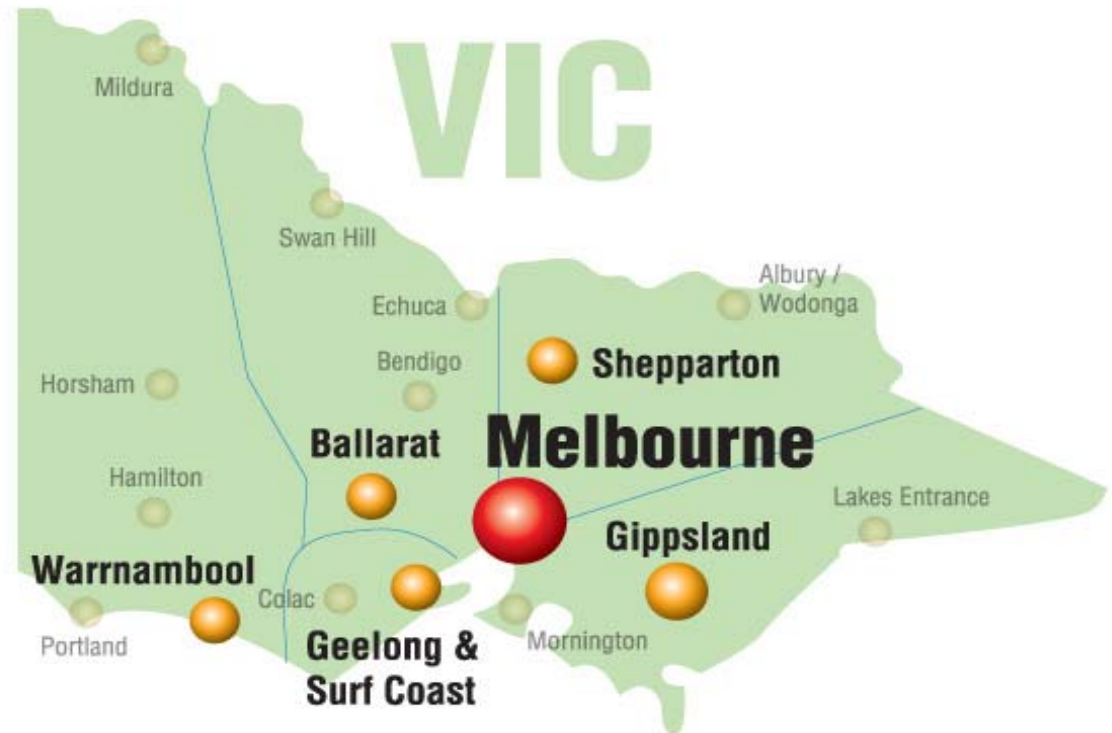 VIC
Mildura
Swan Hill
Albury /
Wodonga
Echuca
Shepparton
Bendigo
Horsham
Melbourne
Ballarat
Hamilton
Lakes Entrance
Gippsland
Warrnambool
Colac
Portland
Mornington
Geelong &
Surf Coast